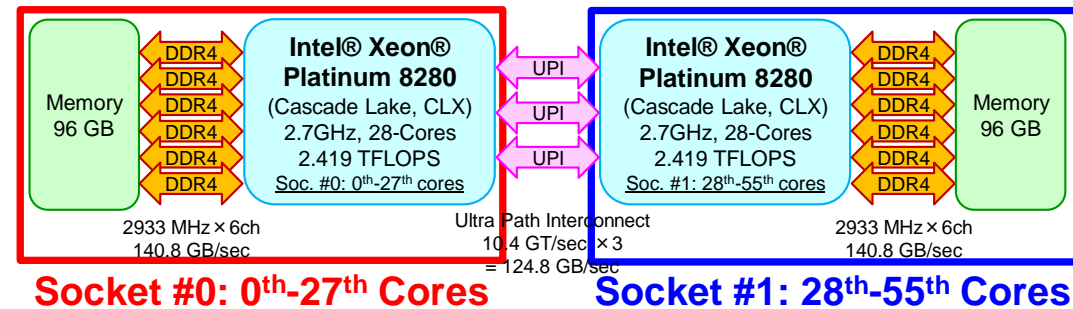 Memory
96 GB
DDR4
DDR4
DDR4
DDR4
DDR4
DDR4
2933 MHz×6ch
140.8 GB/sec
Intel® Xeon®
Platinum 8280
(Cascade Lake, CLX)
2.7GHz, 28-Cores
2.419 TFLOPS
Soc. #0: 0th-27th cores
UPI
UPI
UPI
Ultra Path Interconnect
10.4 GT/sec ×3
= 124.8 GB/sec
Intel® Xeon®
Platinum 8280
(Cascade Lake, CLX)
2.7GHz, 28-Cores
2.419 TFLOPS
Soc. #1: 28th-55th cores
DDR4
DDR4
DDR4
DDR4
DDR4
DDR4
2933 MHz×6ch
140.8 GB/sec
Memory
96 GB
Socket #0: 0th-27th Cores
Socket #1: 28th-55th Cores